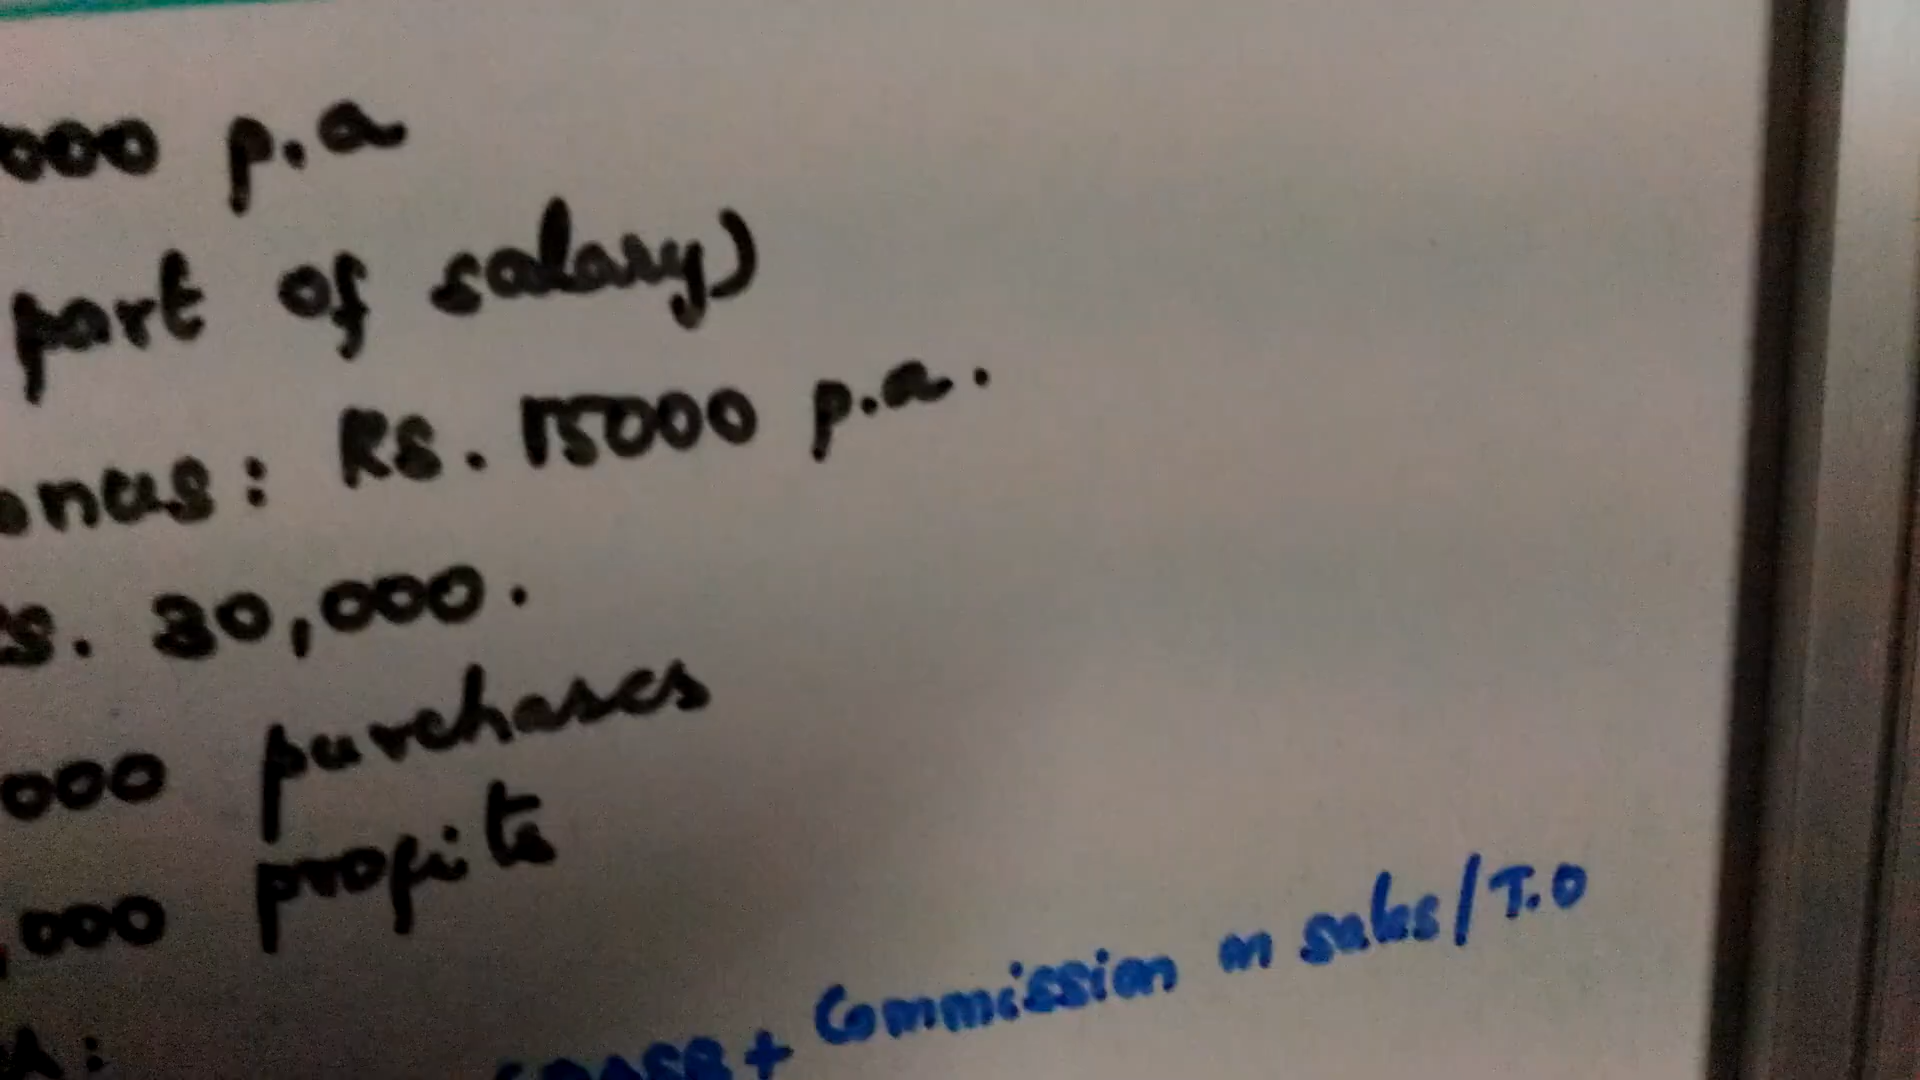 000 p.a
part of salary)
onus: Rs. 15000 p.a.
s. 30,000.
000 purchases
,000 profits
+ Commission on sales/T.O
A: